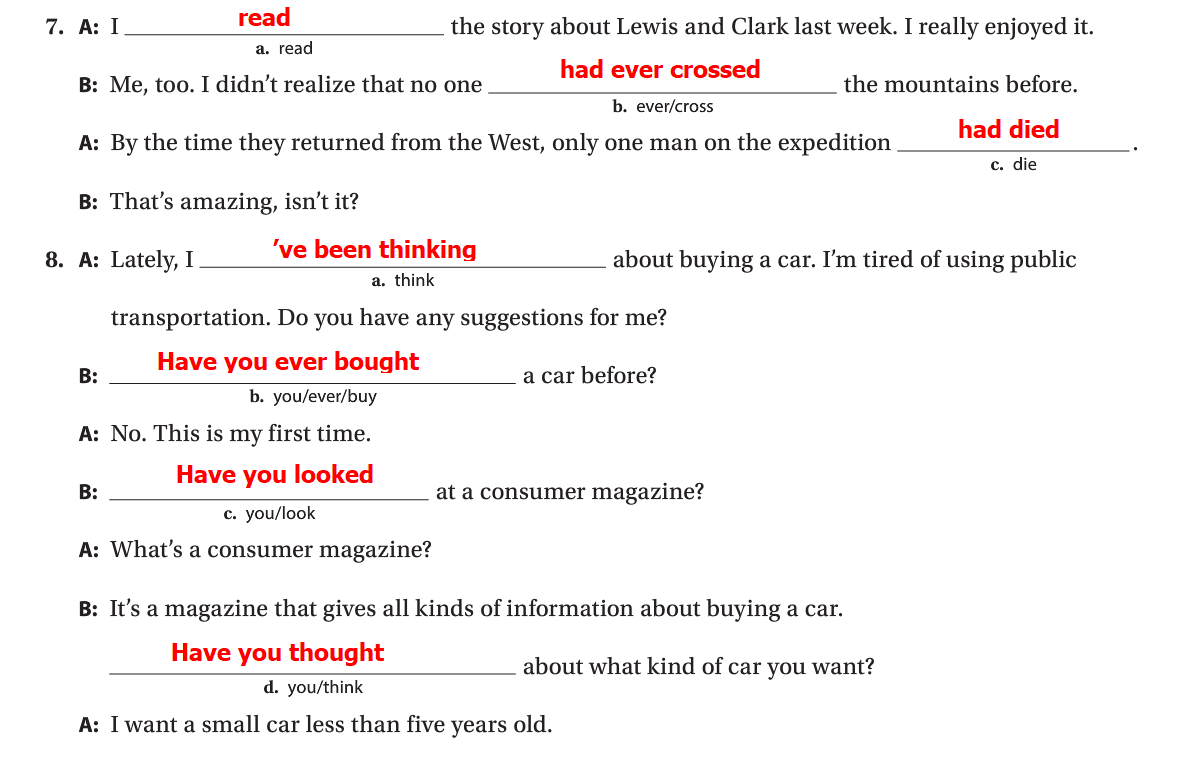 7. A: I read the story about Lewis and Clark last week. I really enjoyed it.
a. read
B: Me, too. I didn't realize that no one had ever crossed the mountains before.
b. ever/cross
A: By the time they returned from the West, only one man on the expedition had died.
c. die
B: That's amazing, isn't it?
8. A: Lately, I 've been thinking about buying a car. I'm tired of using public
a. think
transportation. Do you have any suggestions for me?
B: Have you ever bought a car before?
b. you/ever/buy
A: No. This is my first time.
B: Have you looked at a consumer magazine?
c. you/look
A: What's a consumer magazine?
B: It's a magazine that gives all kinds of information about buying a car.
Have you thought about what kind of car you want?
d. you/think
A: I want a small car less than five years old.